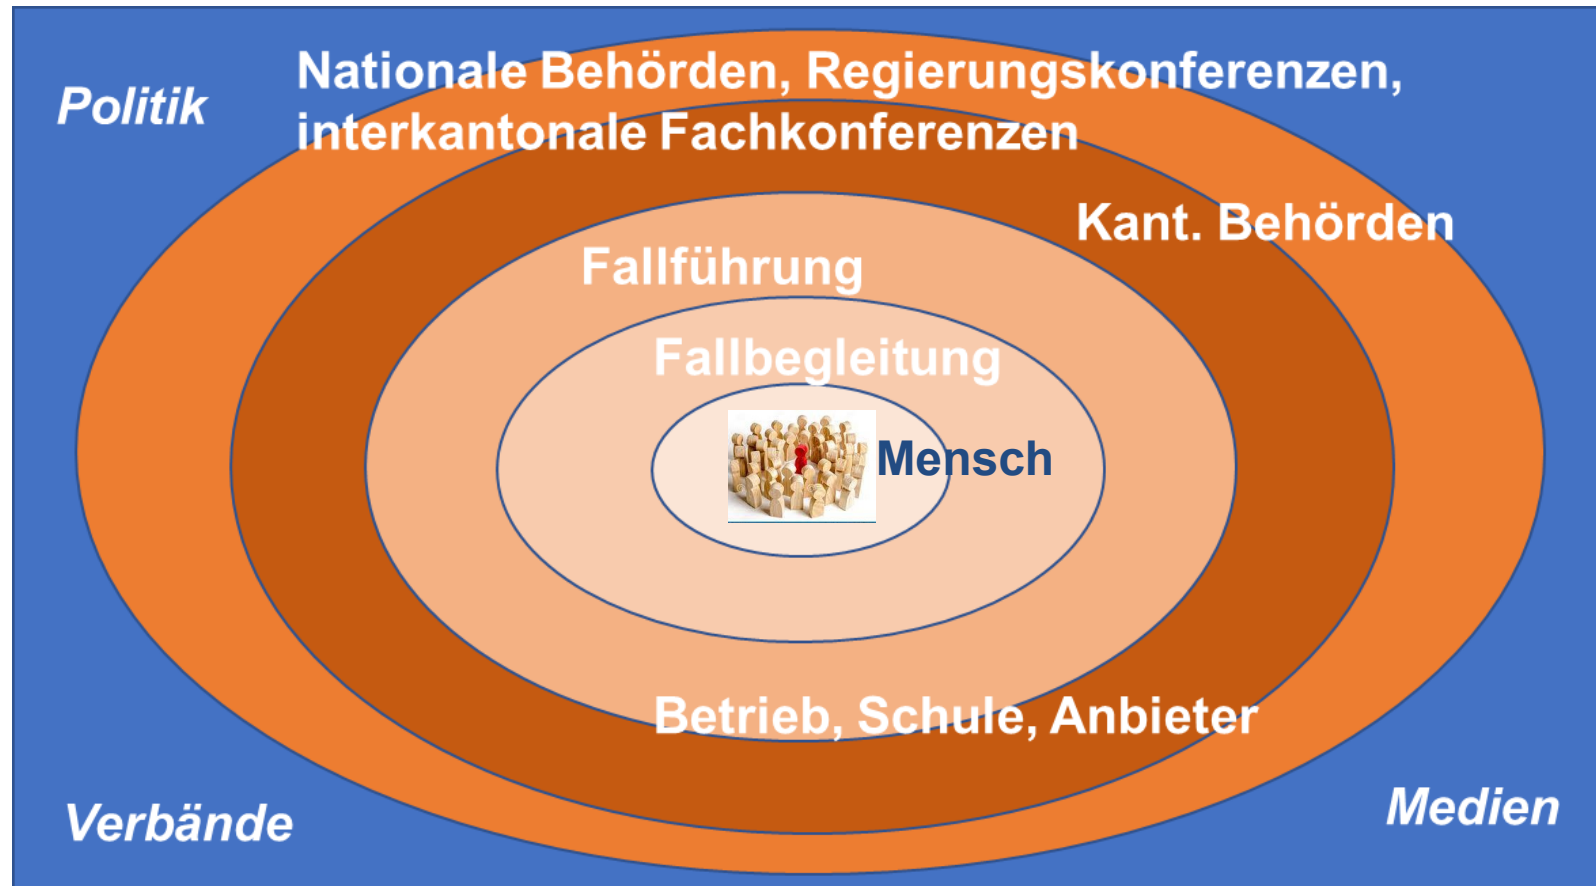 Nationale Behörden, Regierungskonferenzen,
interkantonale Fachkonferenzen
Politik
Kant. Behörden
Fallführung
Fallbegleitung
Mensch
Betrieb, Schule, Anbieter
Verbände
Medien